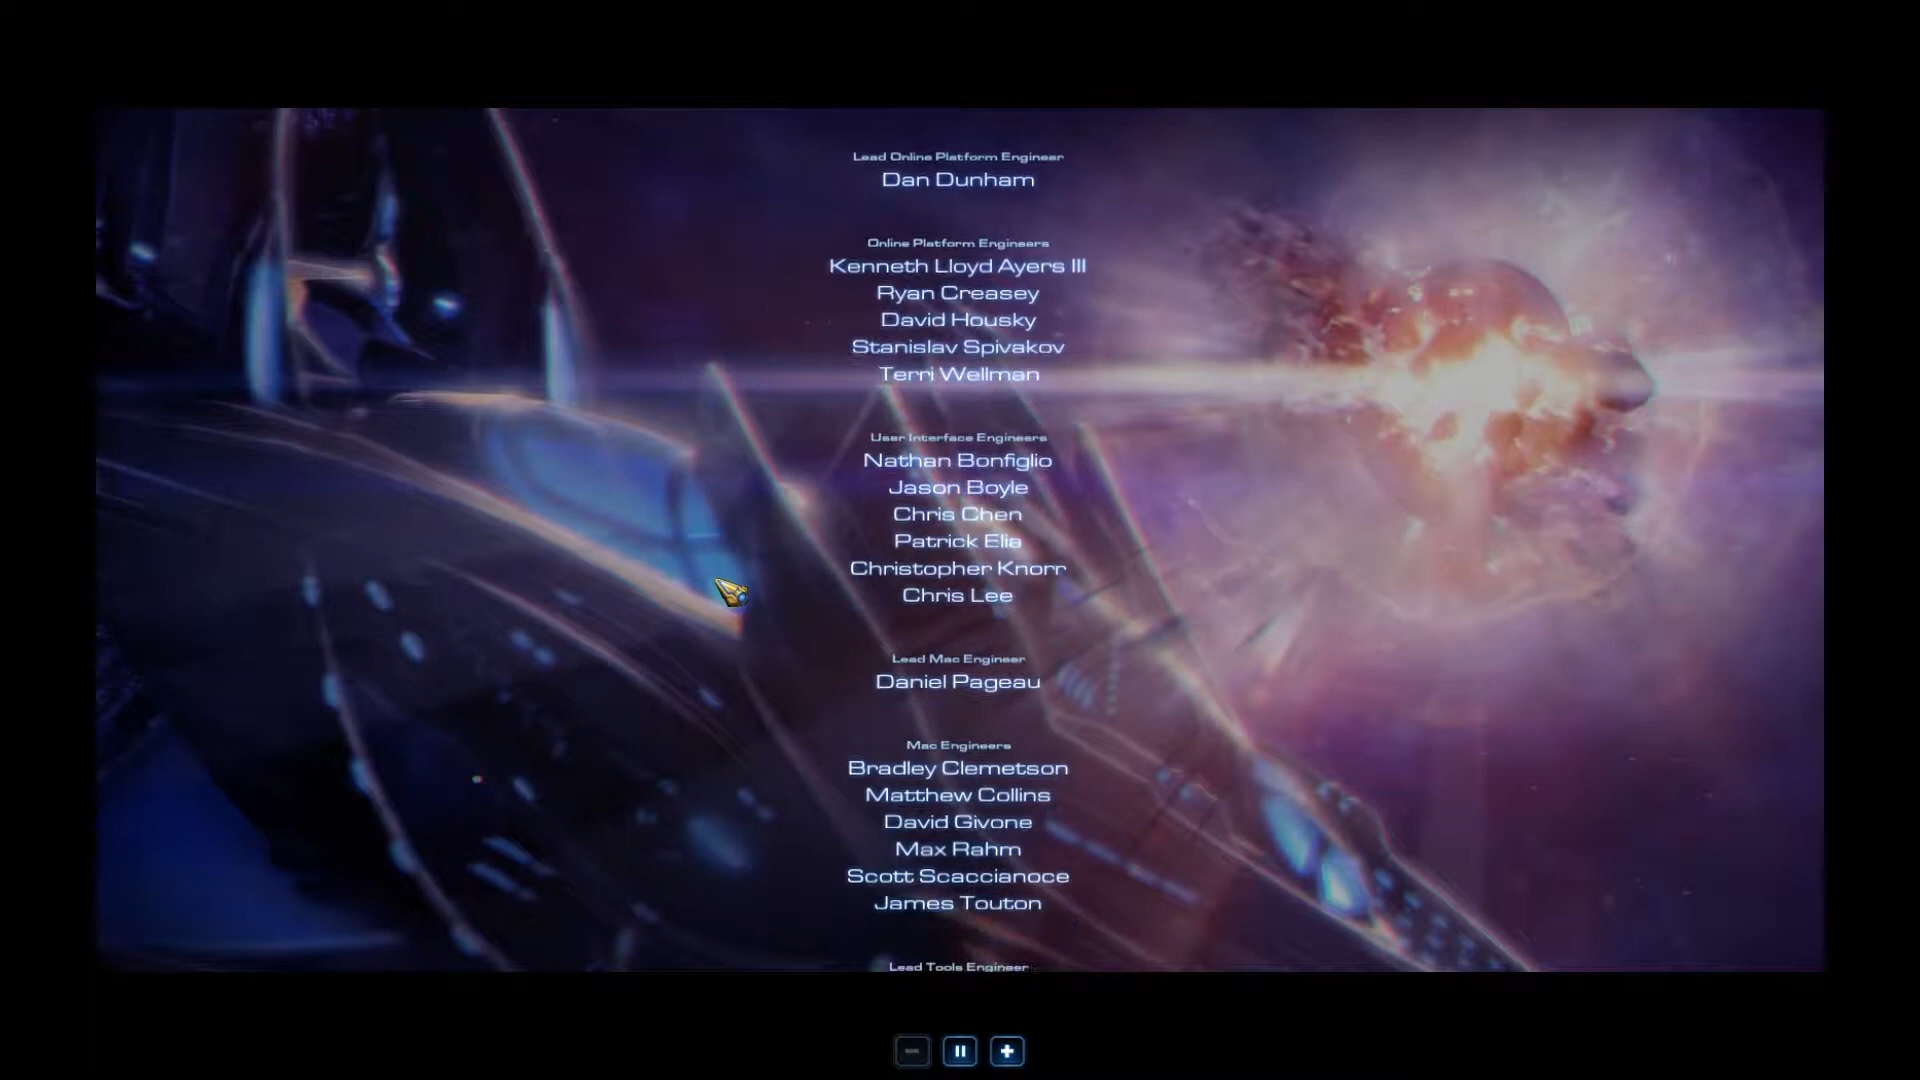 Lead Online Platform Engineer
Dan Dunham
Online Platform Engineers
Kenneth Lloyd Ayers III
Ryan Creasey
David Housky
Stanislav Spivakov
Terri Wellman
User Interface Engineers
Nathan Bonfiglio
Jason Boyle
Chris Chen
Patrick Elia
Christopher Knorr
Chris Lee
Lead Mac Engineer
Daniel Pageau
Mac Engineers
Bradley Clemetson
Matthew Collins
David Givone
Max Rahm
Scott Scaccianoce
James Touton
Lead Tools Engineer